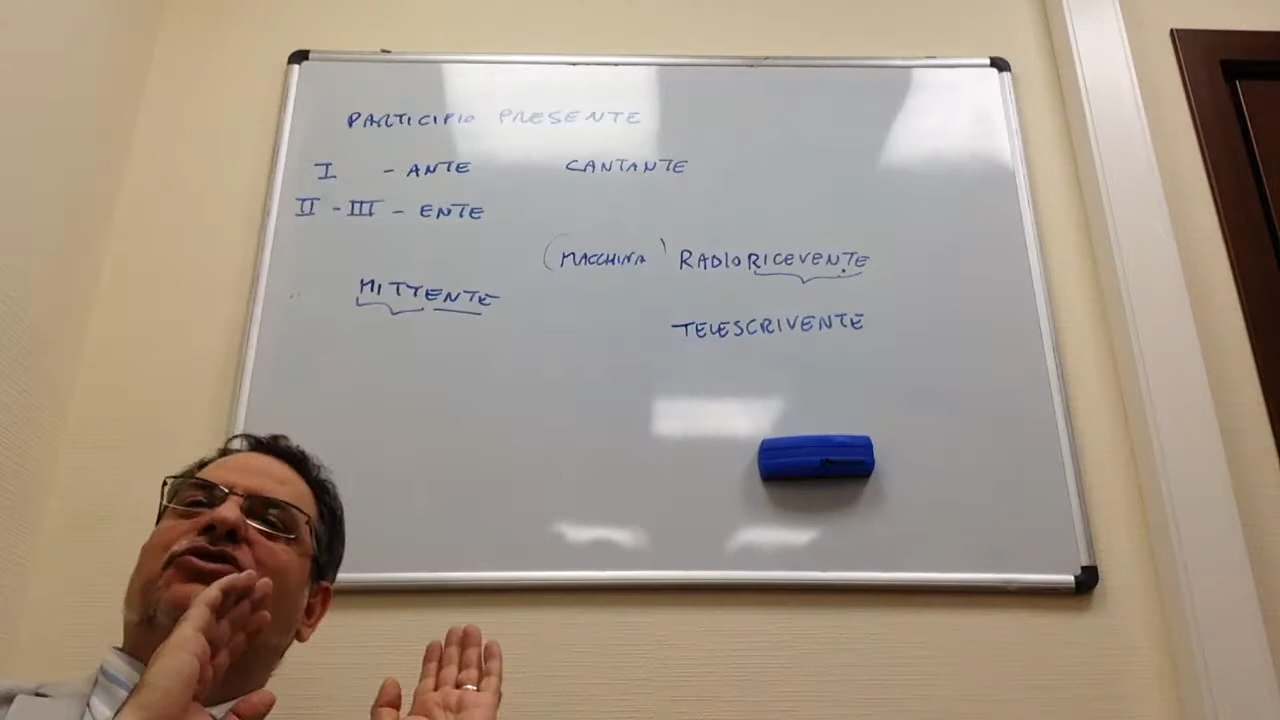 PARTICIPIO PRESENTE
I - ANTE CANTANTE
II - III - ENTE
(MACCHINA) RADIORICEVENTE
MITTENTE
TELESCRIVENTE